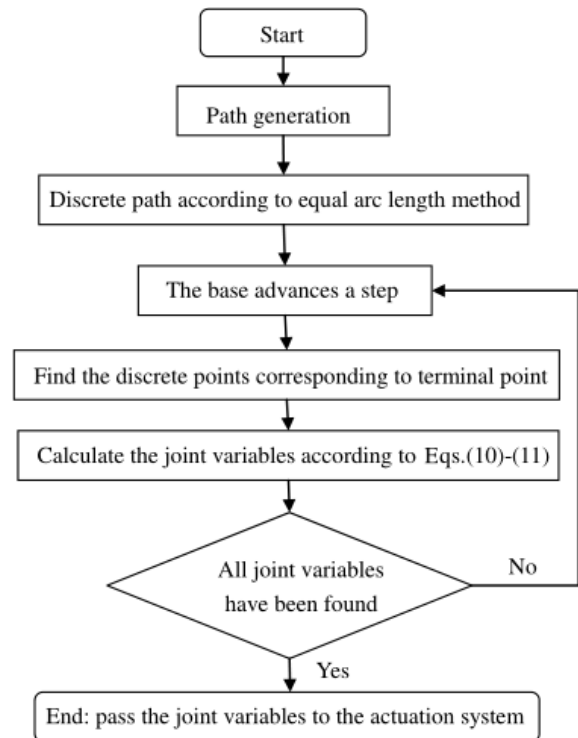 Start
Path generation
Discrete path according to equal arc length method
The base advances a step
Find the discrete points corresponding to terminal point
Calculate the joint variables according to Eqs.(10)-(11)
All joint variables
have been found
No
Yes
End: pass the joint variables to the actuation system